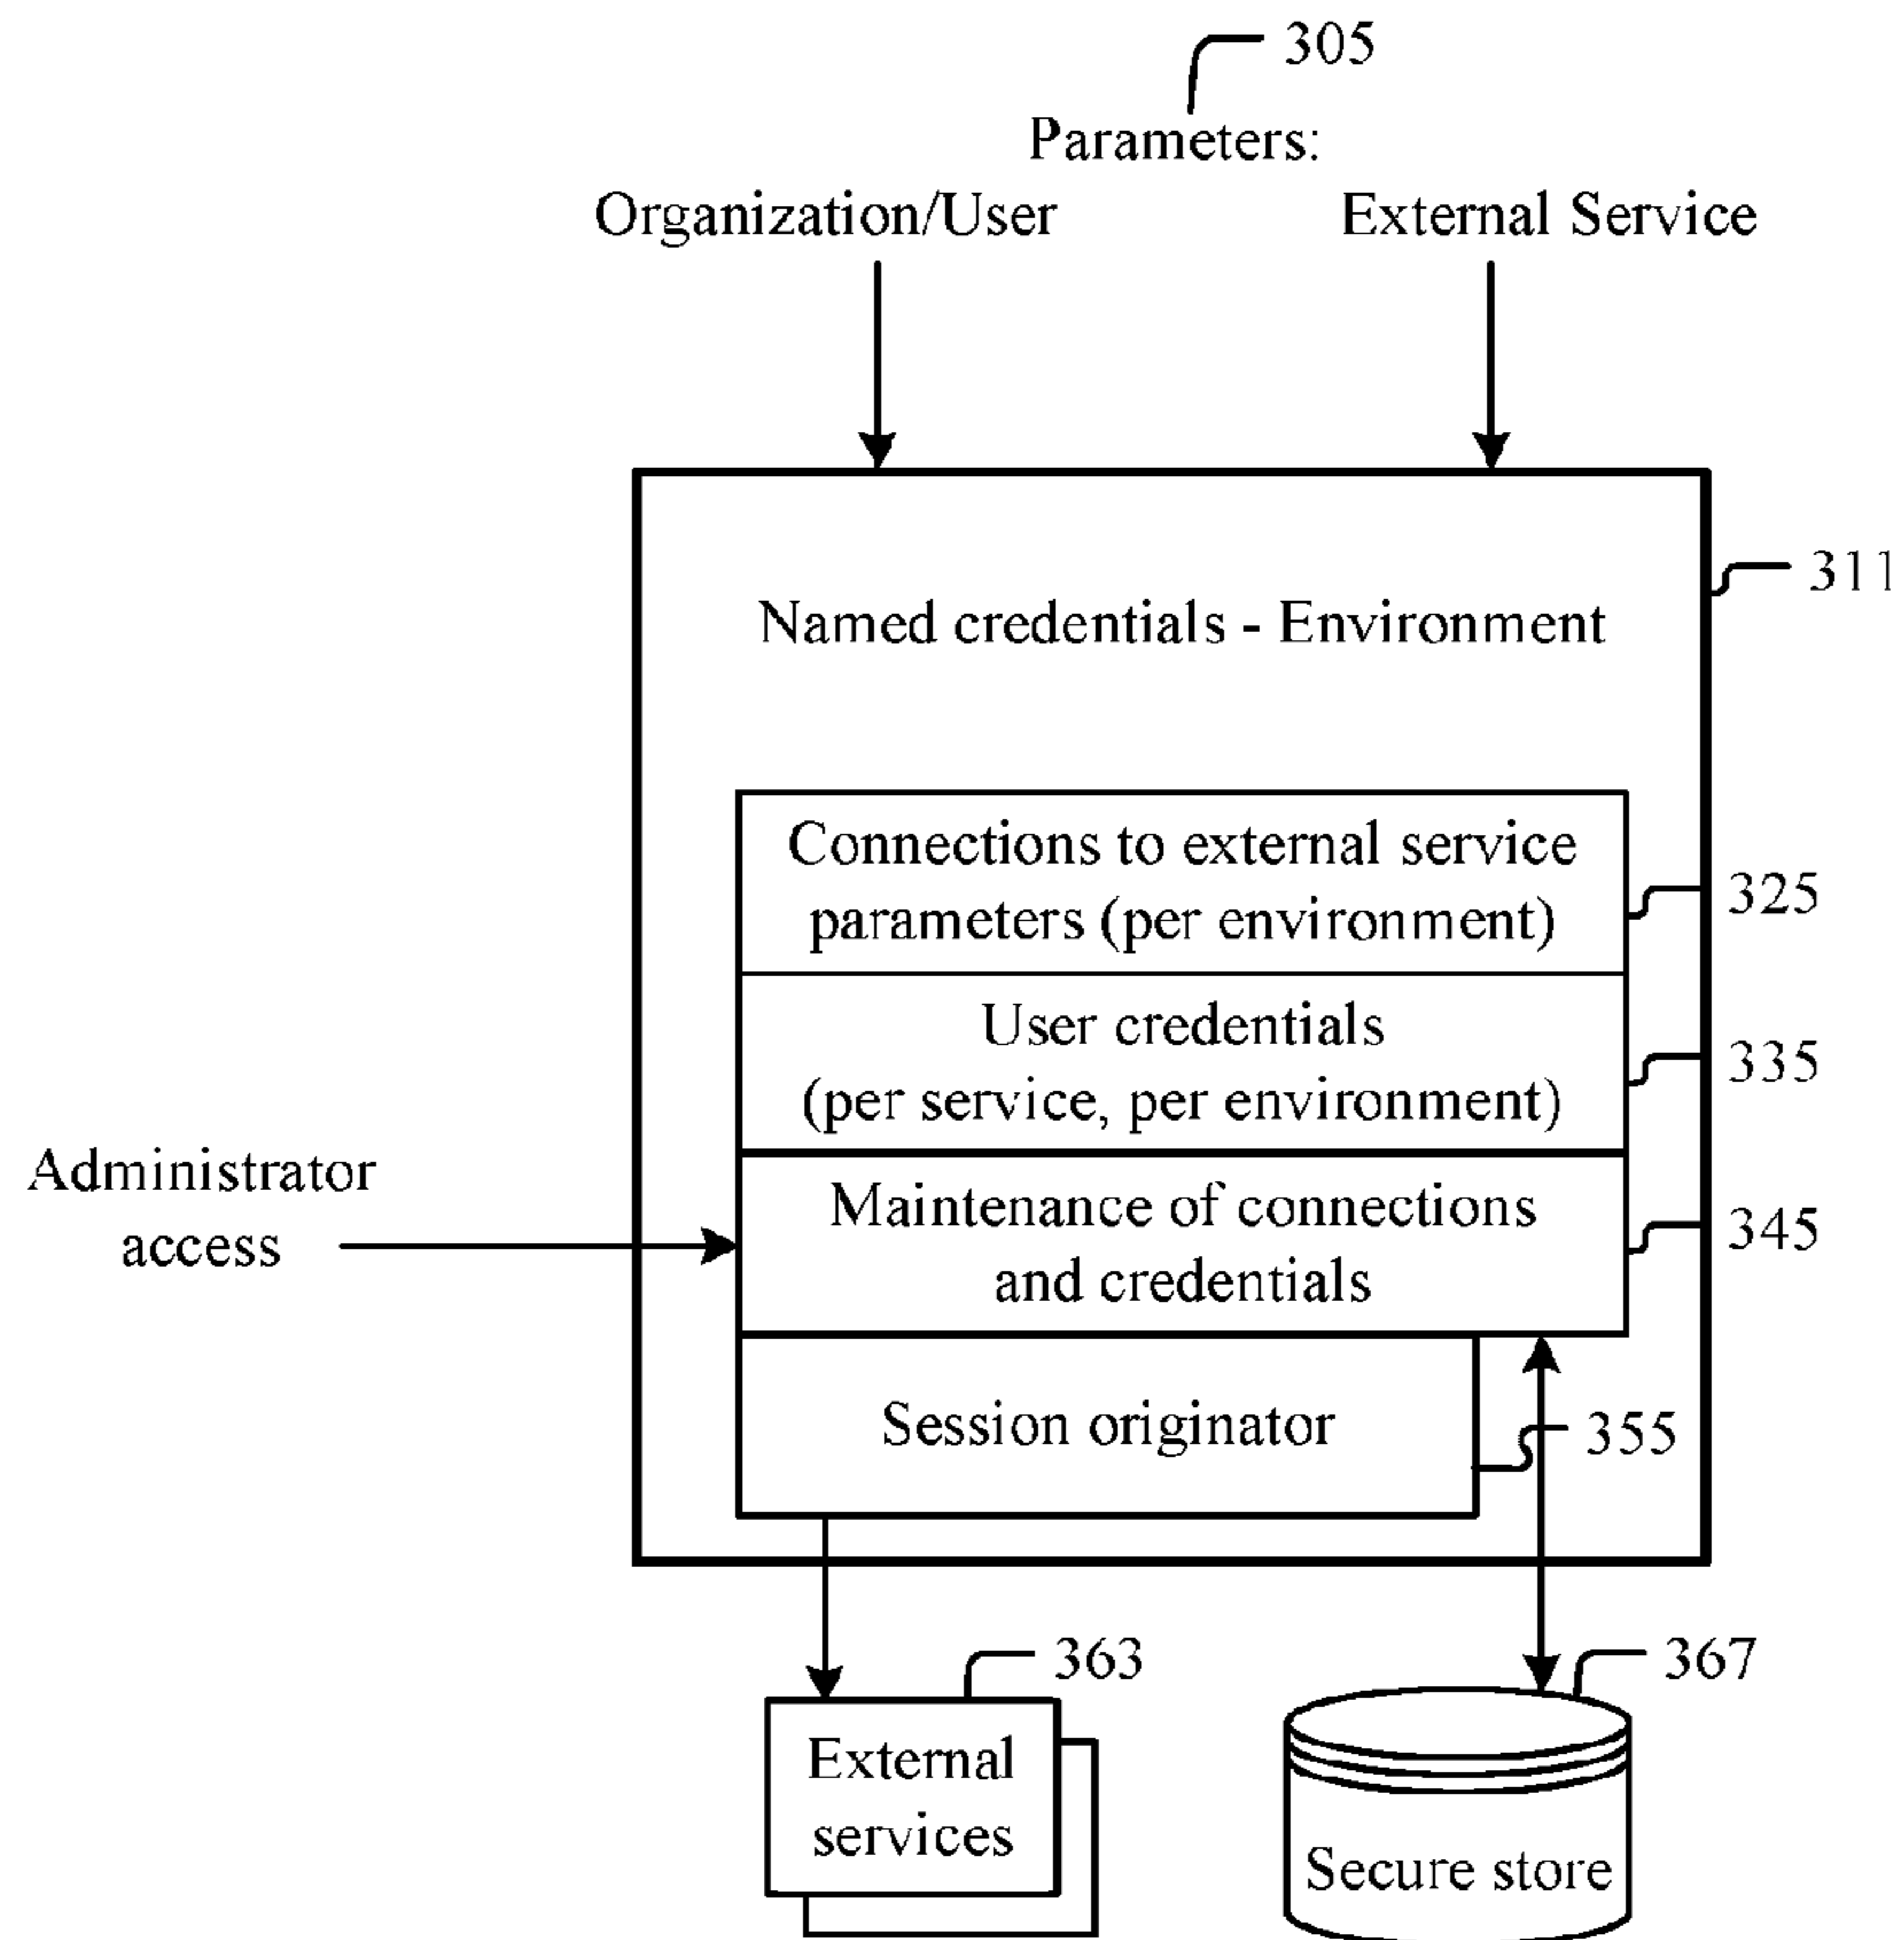 305
Parameters:
Organization/User
External Service
311
Named credentials - Environment
Connections to external service
parameters (per environment)
325
User credentials
(per service, per environment)
335
Administrator
access
Maintenance of connections
and credentials
345
Session originator
355
363
367
External
services
Secure store